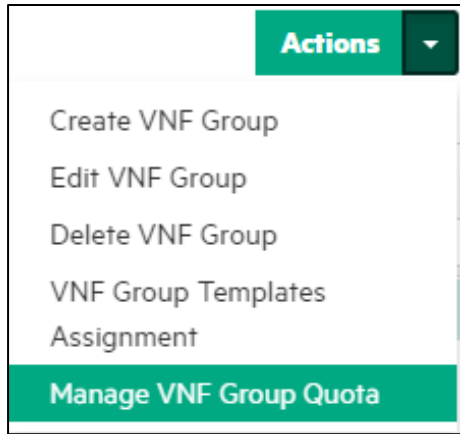 Actions
Create VNF Group
Edit VNF Group
Delete VNF Group
VNF Group Templates
Assignment
Manage VNF Group Quota